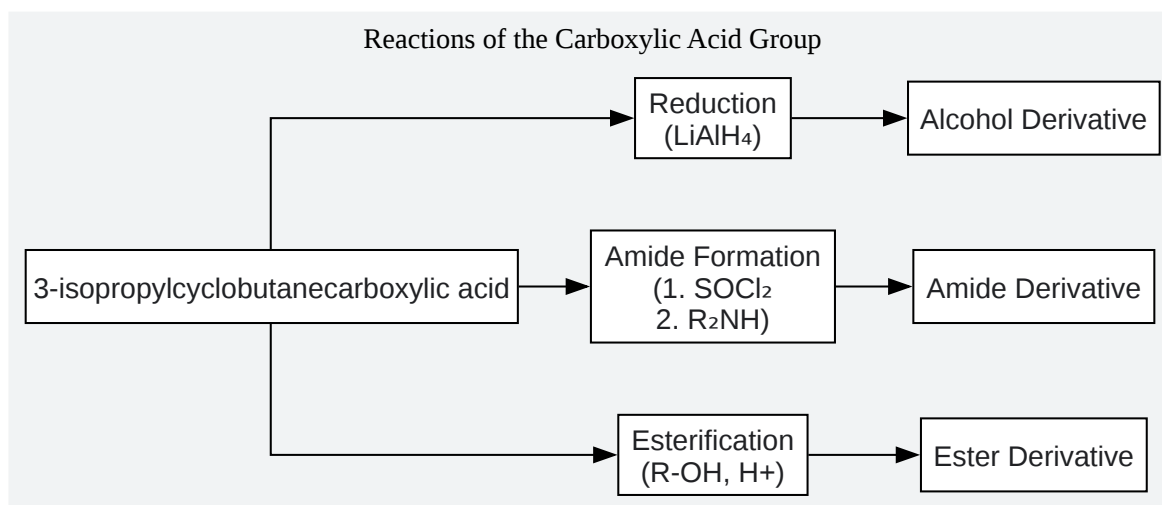 Reactions of the Carboxylic Acid Group
Reduction
(LiAlH₄)
Alcohol Derivative
3-isopropylcyclobutanecarboxylic acid
Amide Formation
(1. SOCl₂
2. R₂NH)
Amide Derivative
Esterification
(R-OH, H+)
Ester Derivative